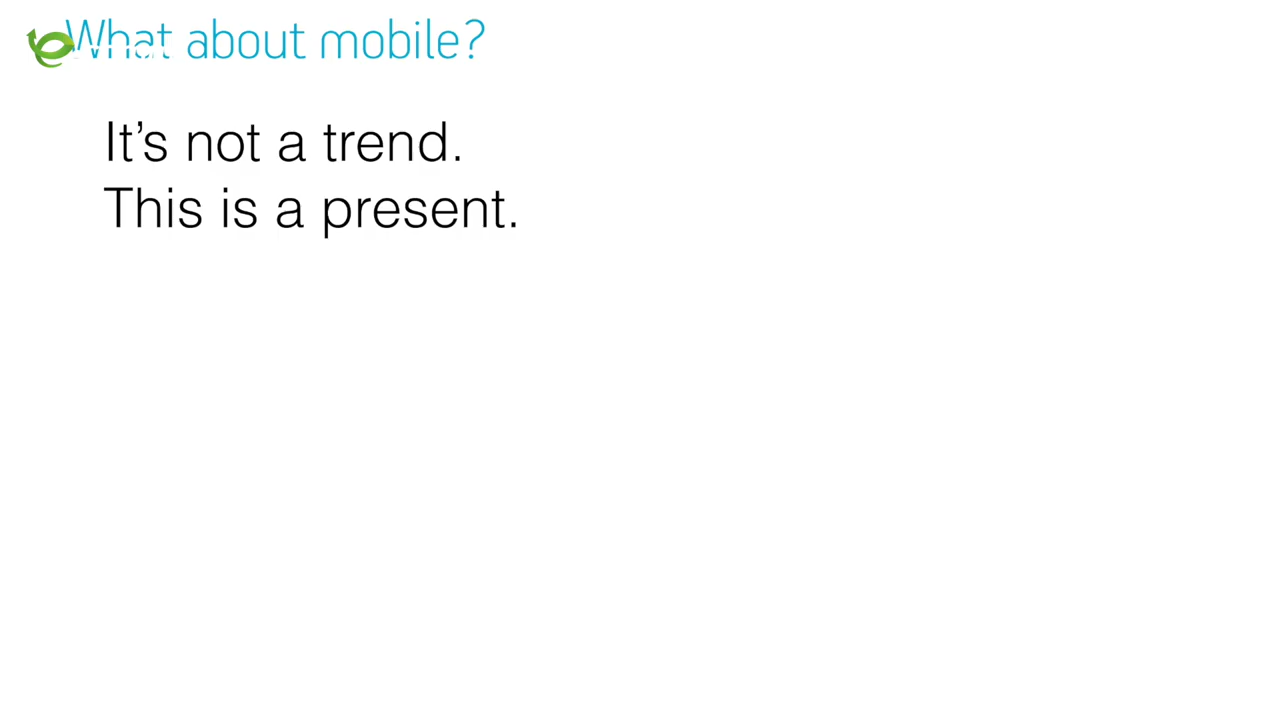 What about mobile?
It’s not a trend.
This is a present.